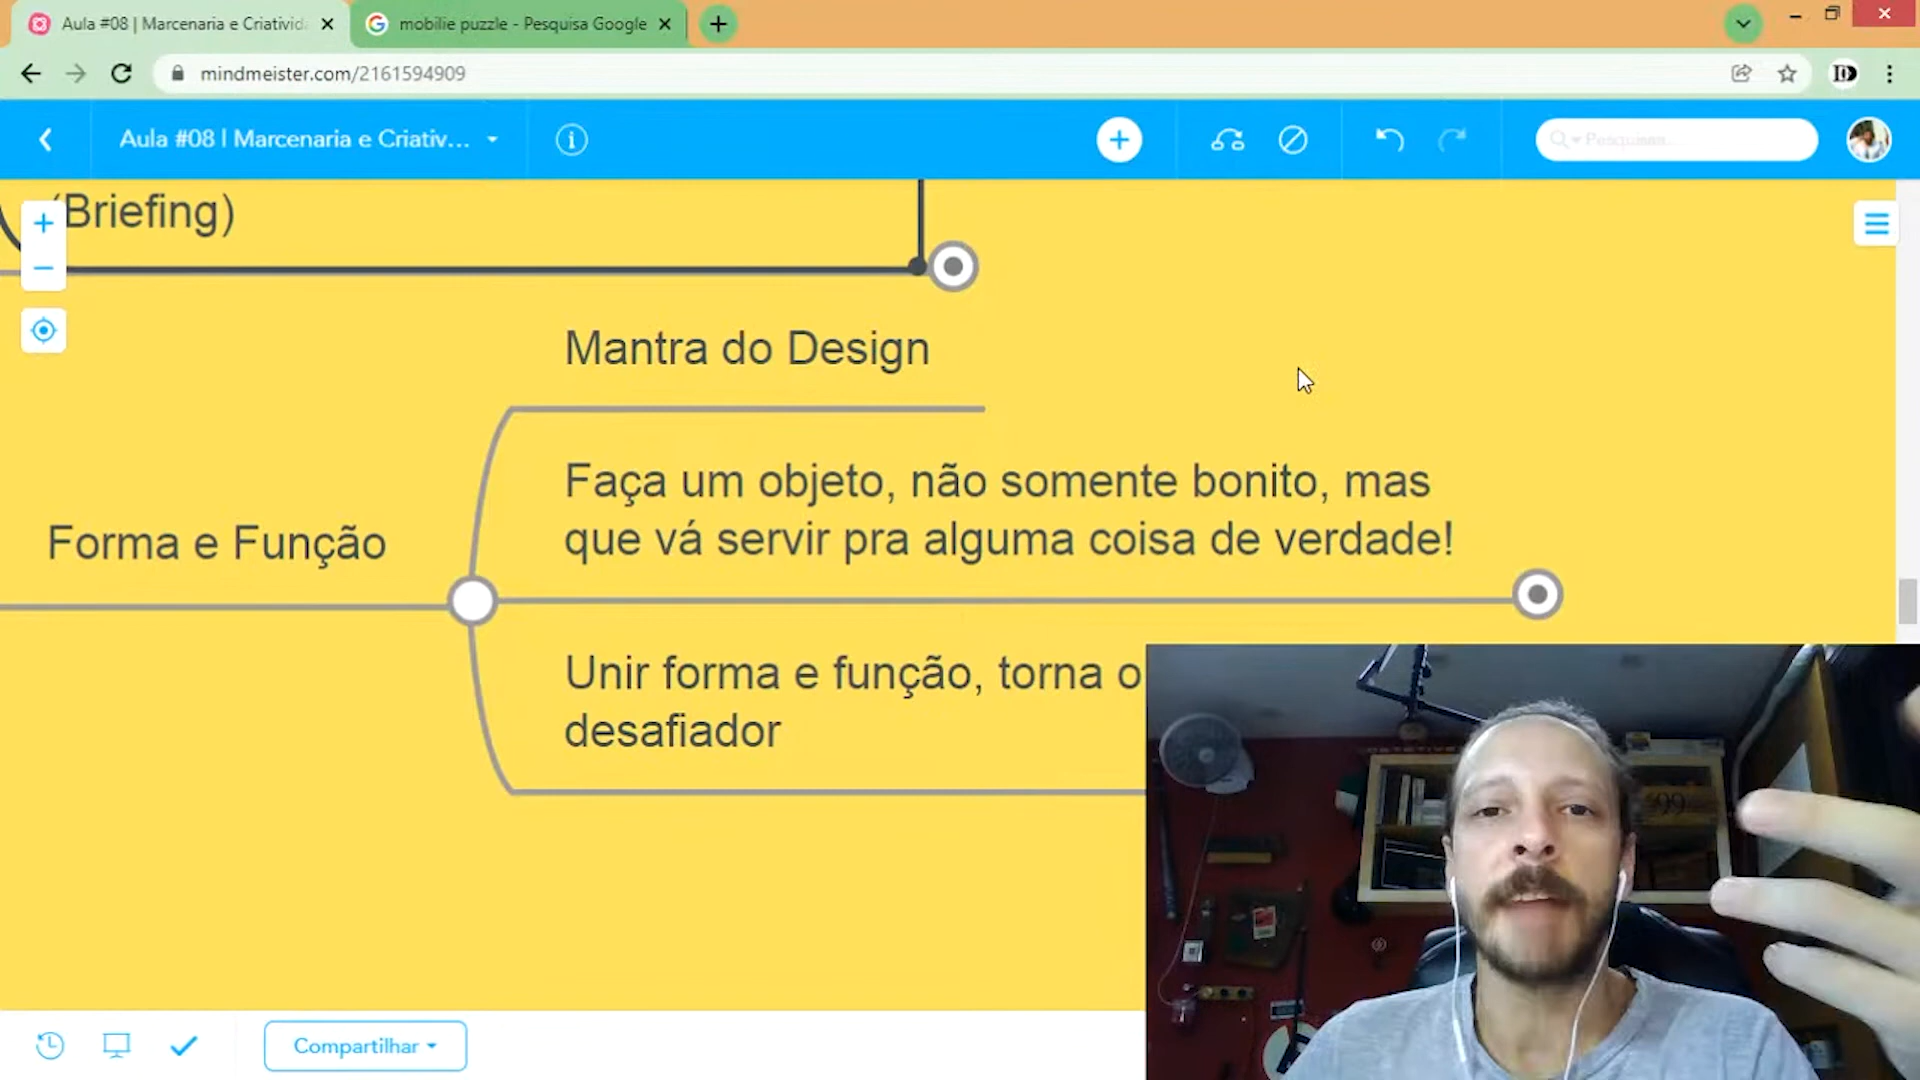 Aula #08 | Marcenaria e Criativid
mobilie puzzle - Pesquisa Google
mindmeister.com/2161594909
Aula #08 | Marcenaria e Criativ...
Pesquisar...
(Briefing)
Mantra do Design
Faça um objeto, não somente bonito, mas
que vá servir pra alguma coisa de verdade!
Forma e Função
Unir forma e função, torna o
desafiador
99
Compartilhar